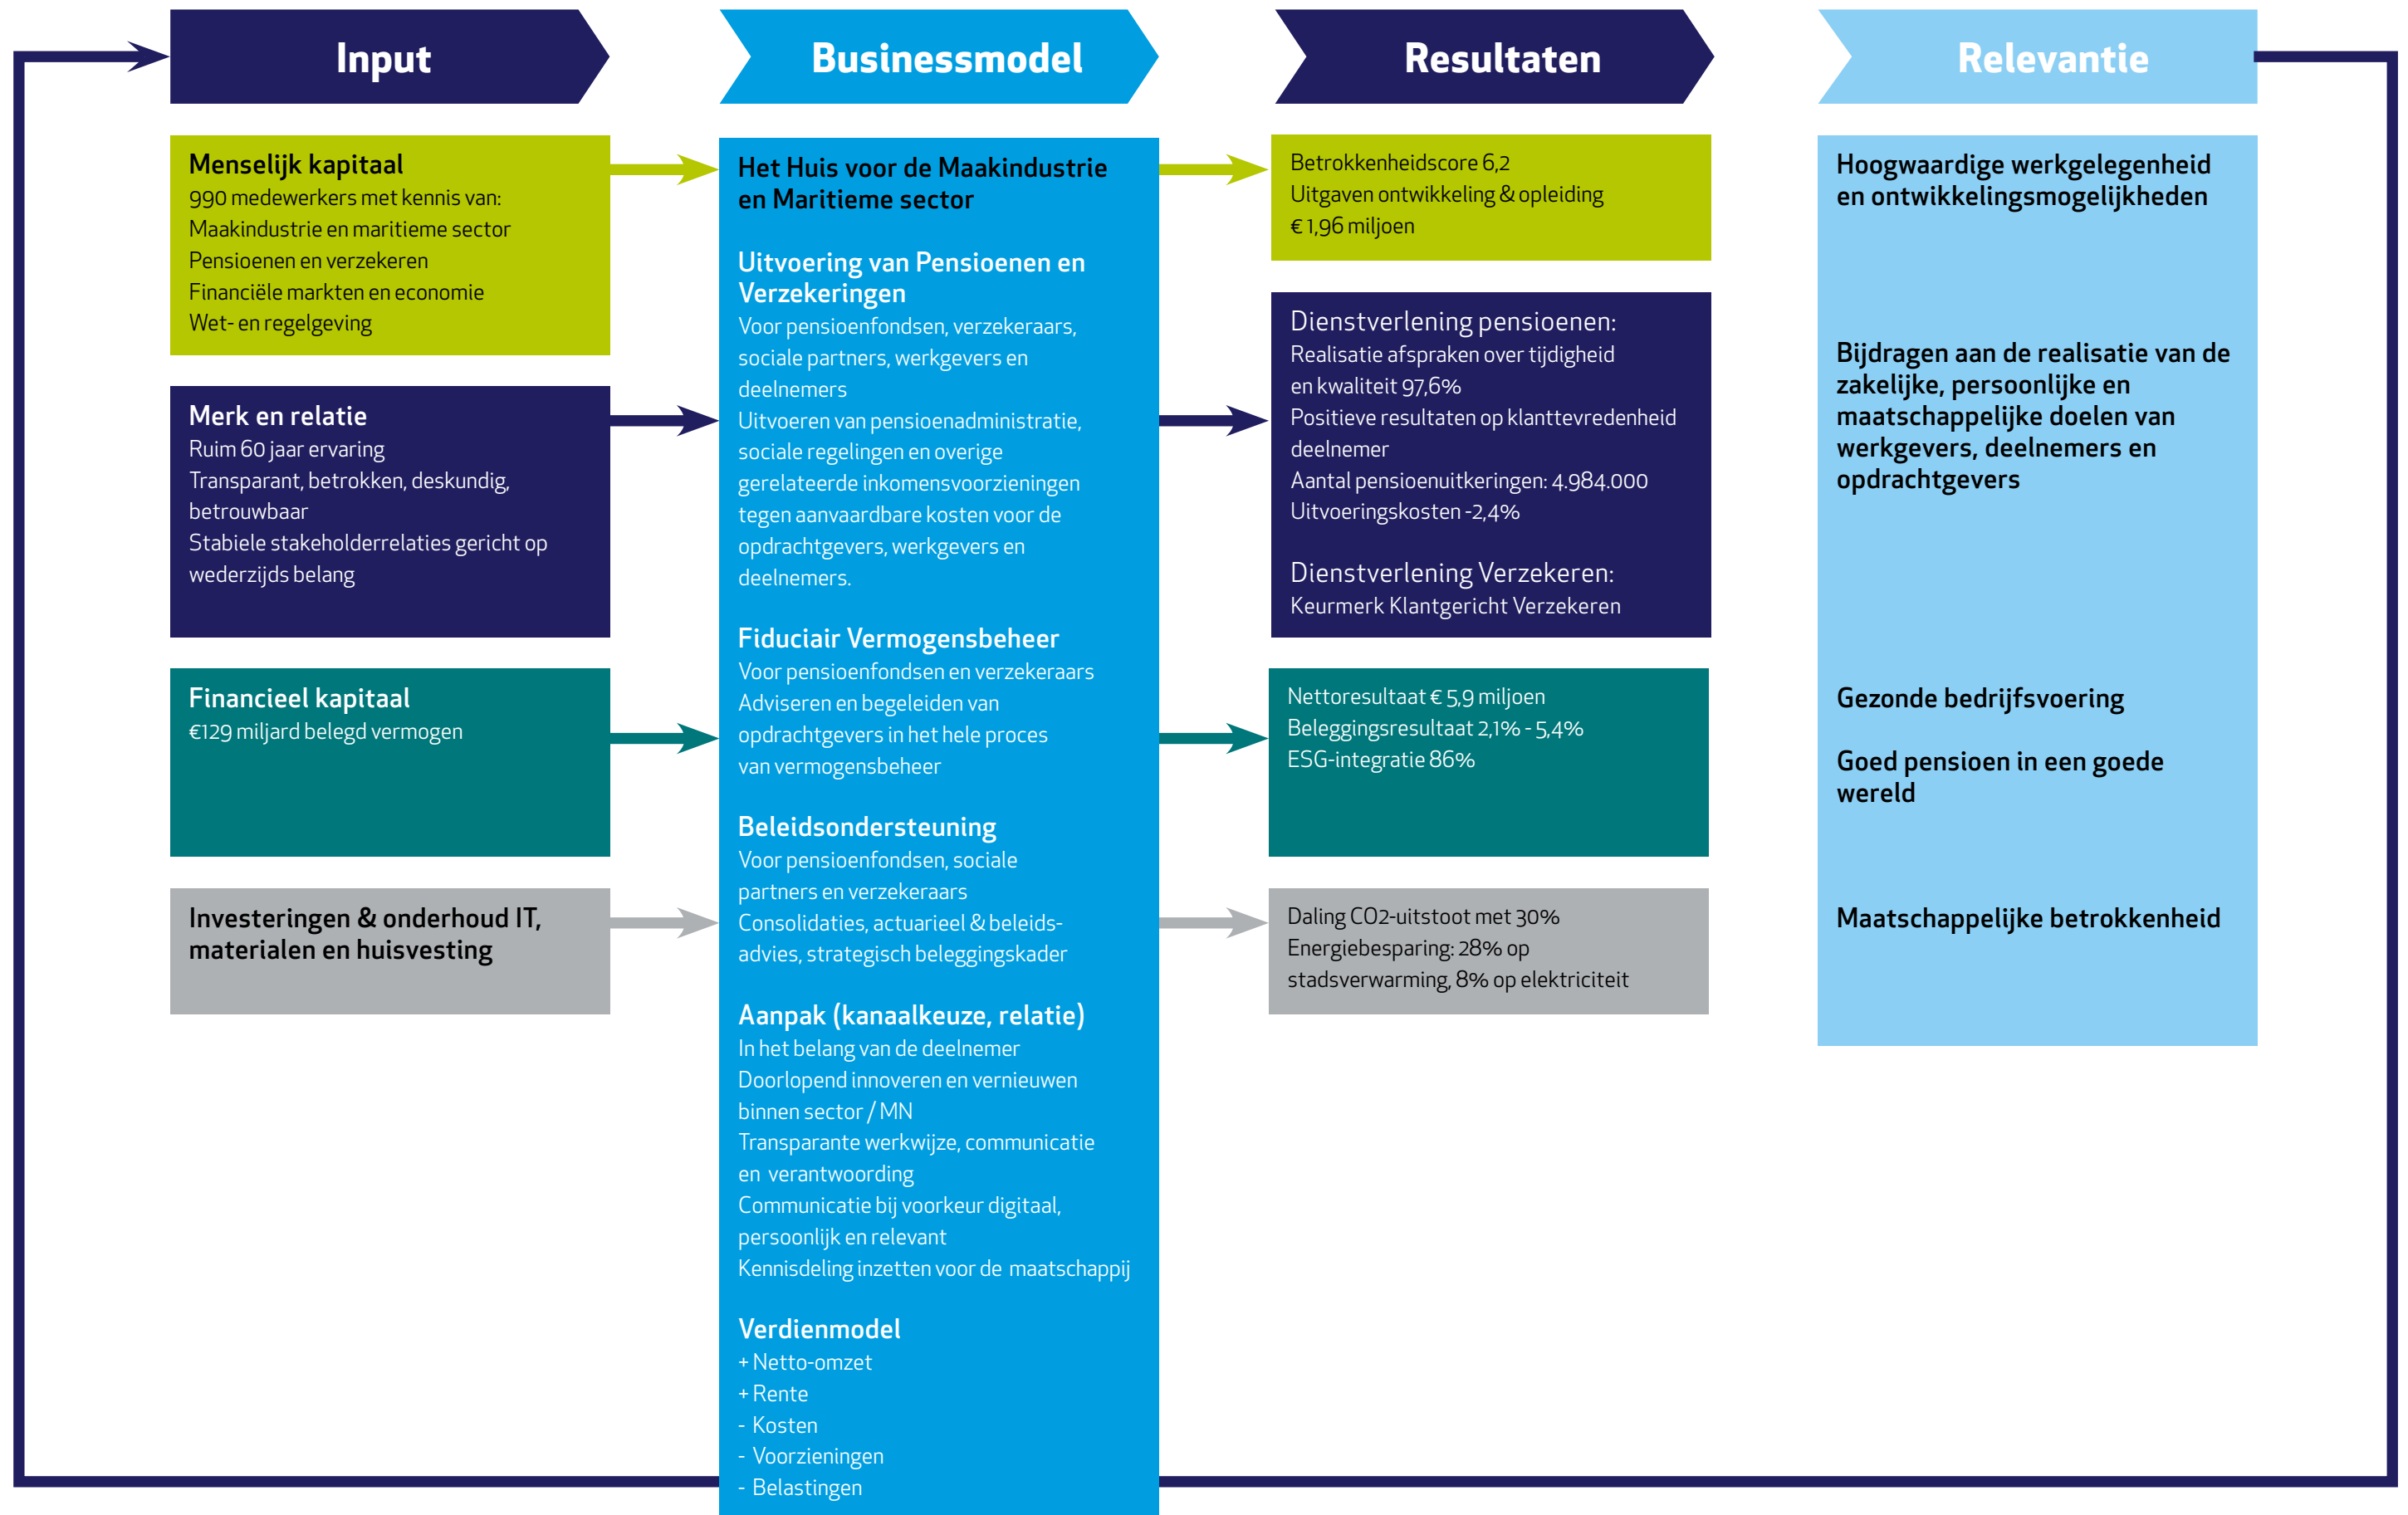 Input
Businessmodel
Resultaten
Relevantie
Menselijk kapitaal
990 medewerkers met kennis van:
Maakindustrie en maritieme sector
Pensioenen en verzekeren
Financiële markten en economie
Wet- en regelgeving
Merk en relatie
Ruim 60 jaar ervaring
Transparant, betrokken, deskundig,
betrouwbaar
Stabiele stakeholderrelaties gericht op
wederzijds belang
Financieel kapitaal
€129 miljard belegd vermogen
Investeringen & onderhoud IT,
materialen en huisvesting
Het Huis voor de Maakindustrie
en Maritieme sector
Uitvoering van Pensioenen en
Verzekeringen
Voor pensioenfondsen, verzekeraars,
sociale partners, werkgevers en
deelnemers
Uitvoeren van pensioenadministratie,
sociale regelingen en overige
gerelateerde inkomensvoorzieningen
tegen aanvaardbare kosten voor de
opdrachtgevers, werkgevers en
deelnemers.
Fiduciair Vermogensbeheer
Voor pensioenfondsen en verzekeraars
Adviseren en begeleiden van
opdrachtgevers in het hele proces
van vermogensbeheer
Beleidsondersteuning
Voor pensioenfondsen, sociale
partners en verzekeraars
Consolidaties, actuarieel & beleids-
advies, strategisch beleggingskader
Aanpak (kanaalkeuze, relatie)
In het belang van de deelnemer
Doorlopend innoveren en vernieuwen
binnen sector / MN
Transparante werkwijze, communicatie
en verantwoording
Communicatie bij voorkeur digitaal,
persoonlijk en relevant
Kennisdeling inzetten voor de maatschappij
Verdienmodel
+ Netto-omzet
+ Rente
- Kosten
- Voorzieningen
- Belastingen
Betrokkenheidscore 6,2
Uitgaven ontwikkeling & opleiding
€ 1,96 miljoen
Dienstverlening pensioenen:
Realisatie afspraken over tijdigheid
en kwaliteit 97,6%
Positieve resultaten op klanttevredenheid
deelnemer
Aantal pensioenuitkeringen: 4.984.000
Uitvoeringskosten -2,4%
Dienstverlening Verzekeren:
Keurmerk Klantgericht Verzekeren
Nettoresultaat € 5,9 miljoen
Beleggingsresultaat 2,1% - 5,4%
ESG-integratie 86%
Daling CO2-uitstoot met 30%
Energiebesparing: 28% op
stadsverwarming, 8% op elektriciteit
Hoogwaardige werkgelegenheid
en ontwikkelingsmogelijkheden
Bijdragen aan de realisatie van de
zakelijke, persoonlijke en
maatschappelijke doelen van
werkgevers, deelnemers en
opdrachtgevers
Gezonde bedrijfsvoering
Goed pensioen in een goede
wereld
Maatschappelijke betrokkenheid